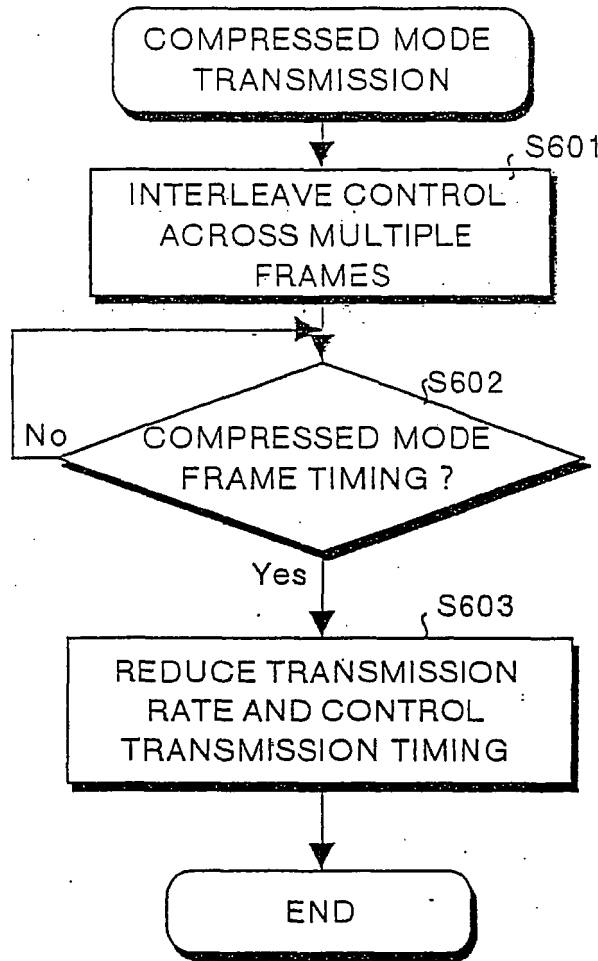 COMPRESSED MODE
TRANSMISSION
S601
INTERLEAVE CONTROL
ACROSS MULTIPLE
FRAMES
S602
No
COMPRESSED MODE
FRAME TIMING ?
Yes
S603
REDUCE TRANSMISSION
RATE AND CONTROL
TRANSMISSION TIMING
END